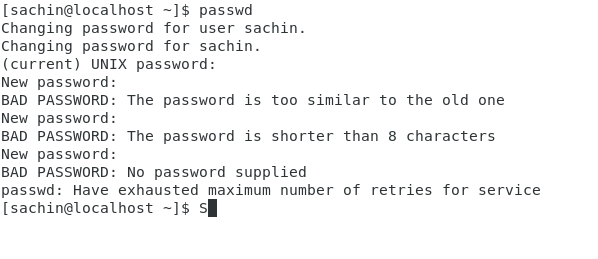 [sachin@localhost ~]$ passwd
Changing password for user sachin.
Changing password for sachin.
(current) UNIX password:
New password:
BAD PASSWORD: The password is too similar to the old one
New password:
BAD PASSWORD: The password is shorter than 8 characters
New password:
BAD PASSWORD: No password supplied
passwd: Have exhausted maximum number of retries for service
[sachin@localhost ~]$ S